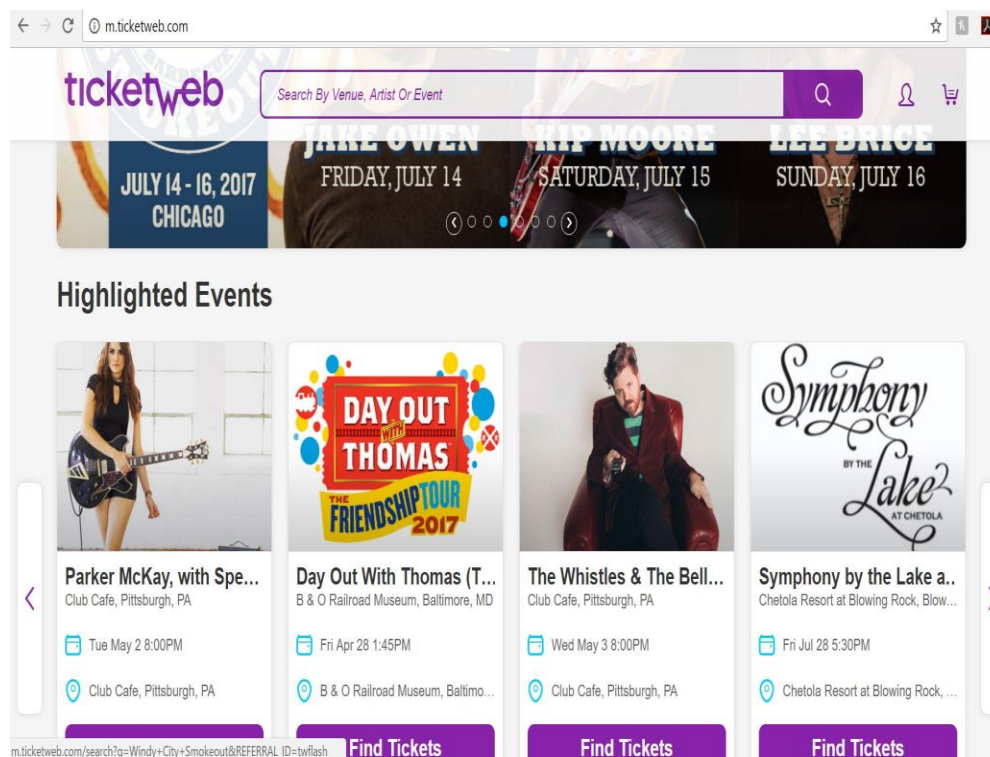 m.ticketweb.com
ticketweb
Search By Venue, Artist Or Event
JAKE OWEN
KIP MOORE
LEE BRICE
JULY 14 - 16, 2017
CHICAGO
FRIDAY, JULY 14
SATURDAY, JULY 15
SUNDAY, JULY 16
Highlighted Events
DAY OUT
WITH
THOMAS
THE
FRIENDSHIP TOUR
2017
Symphony
BY THE
Lake
AT CHETOLA
Parker McKay, with Spe...
Club Cafe, Pittsburgh, PA
Tue May 2 8:00PM
Club Cafe, Pittsburgh, PA
Day Out With Thomas (T...
B & O Railroad Museum, Baltimore, MD
Fri Apr 28 1:45PM
B & O Railroad Museum, Baltimo...
Find Tickets
The Whistles & The Bell...
Club Cafe, Pittsburgh, PA
Wed May 3 8:00PM
Club Cafe, Pittsburgh, PA
Find Tickets
Symphony by the Lake a..
Chetola Resort at Blowing Rock, Blow...
Fri Jul 28 5:30PM
Chetola Resort at Blowing Rock, ...
Find Tickets
m.ticketweb.com/search?q=Windy+City+Smokeout&REFERRAL_ID=twflash